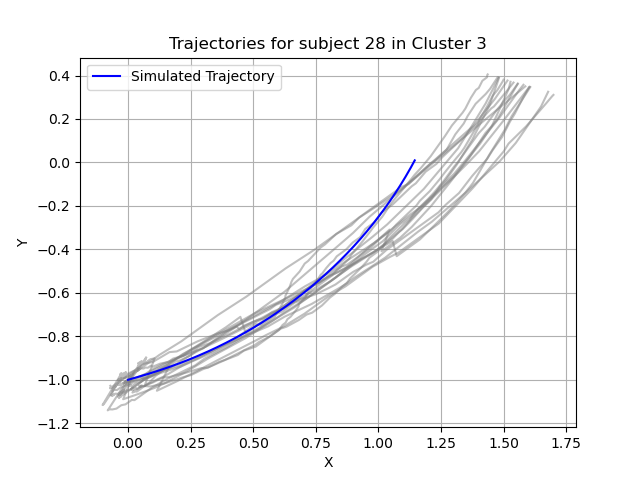 Trajectories for subject 28 in Cluster 3
Simulated Trajectory
Y
0.4
0.2
0.0
−0.2
−0.4
−0.6
−0.8
−1.0
−1.2
0.00 0.25 0.50 0.75 1.00 1.25 1.50 1.75
X